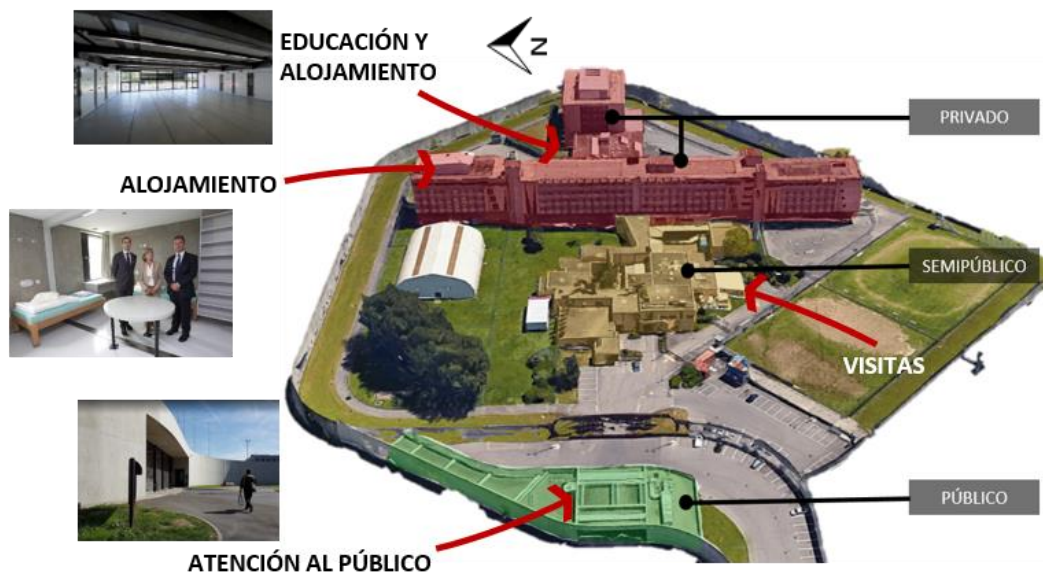 EDUCACIÓN Y
ALOJAMIENTO
N
PRIVADO
ALOJAMIENTO
SEMIPÚBLICO
VISITAS
PÚBLICO
ATENCIÓN AL PÚBLICO